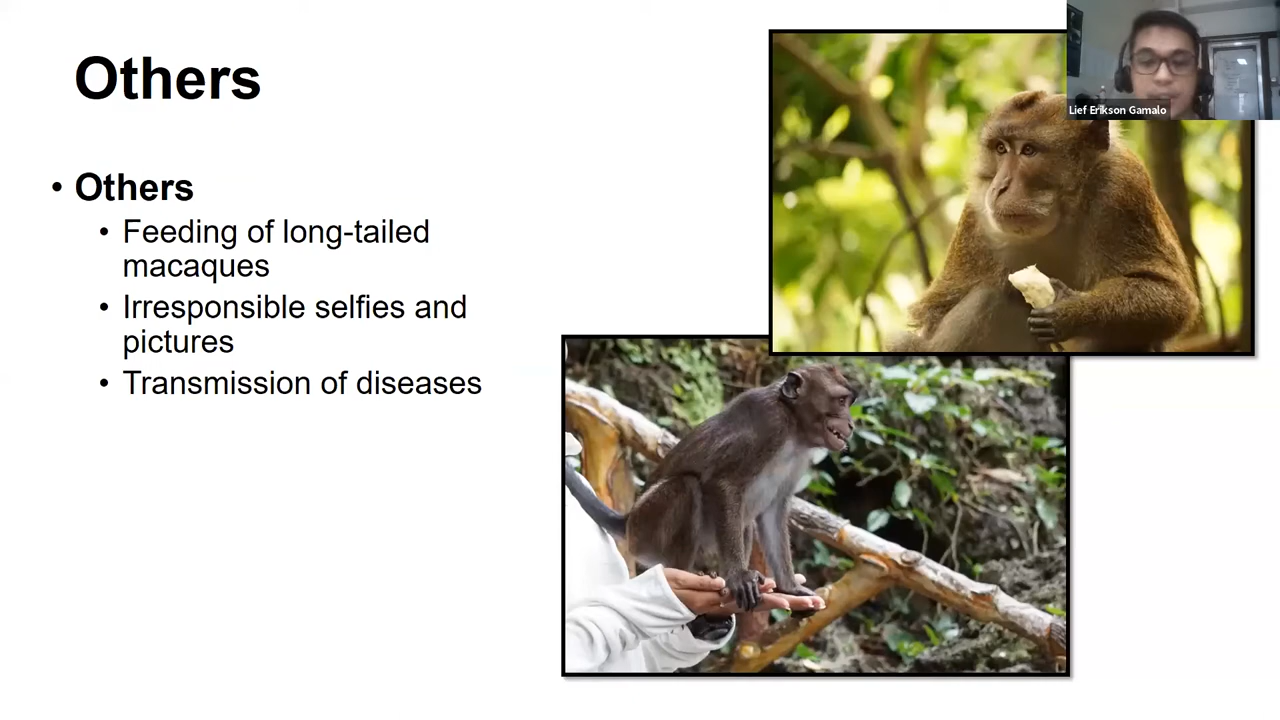 Others
• Others
• Feeding of long-tailed
macaques
• Irresponsible selfies and
pictures
• Transmission of diseases
Lief Erikson Gamalo